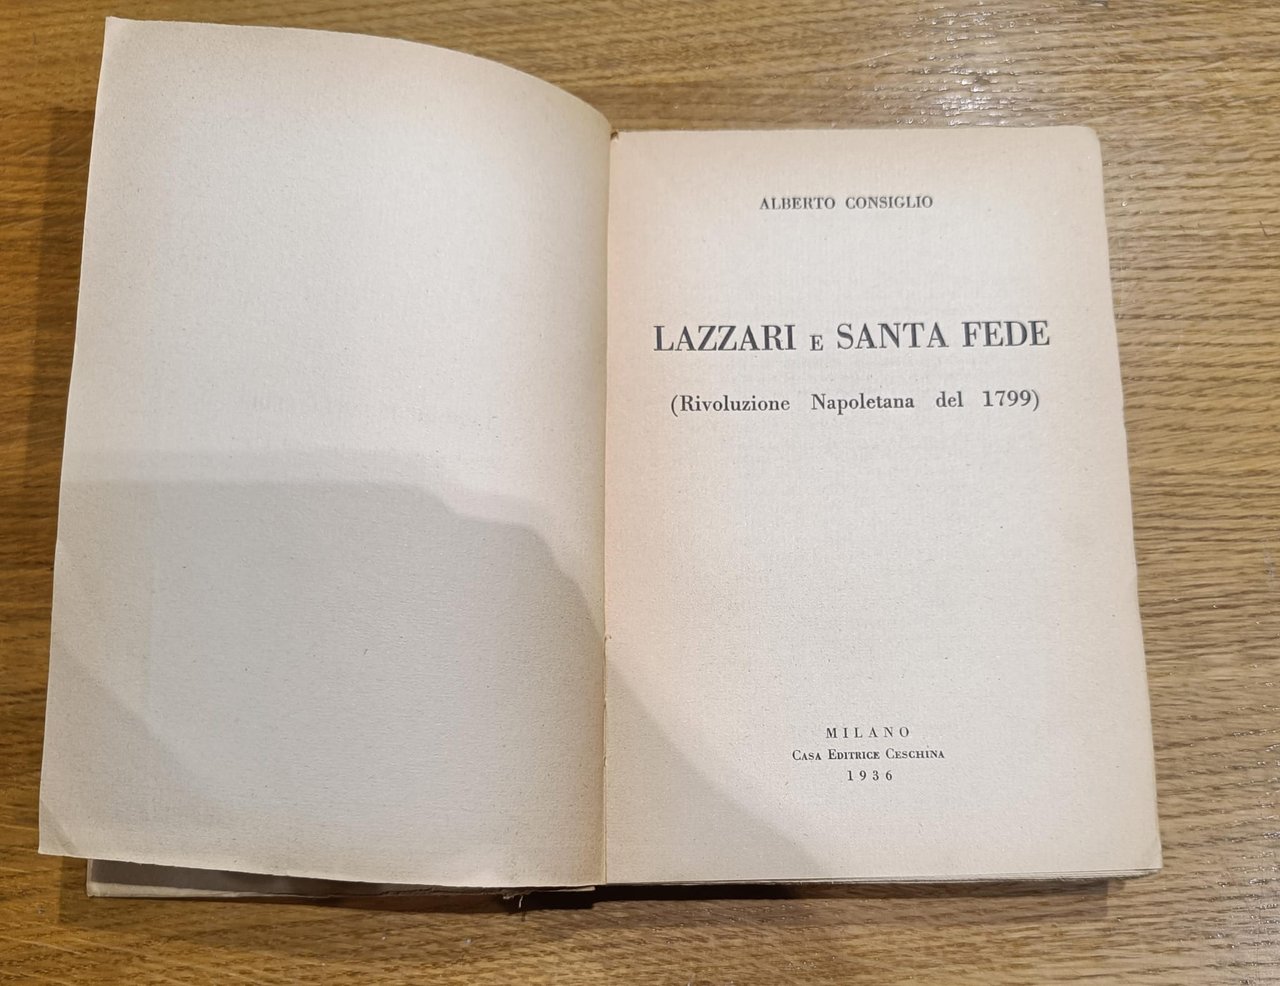 ALBERTO CONSIGLIO
LAZZARI E SANTA FEDE
(Rivoluzione Napoletana del 1799)
MILANO
CASA EDITRICE CESCHINA
1936